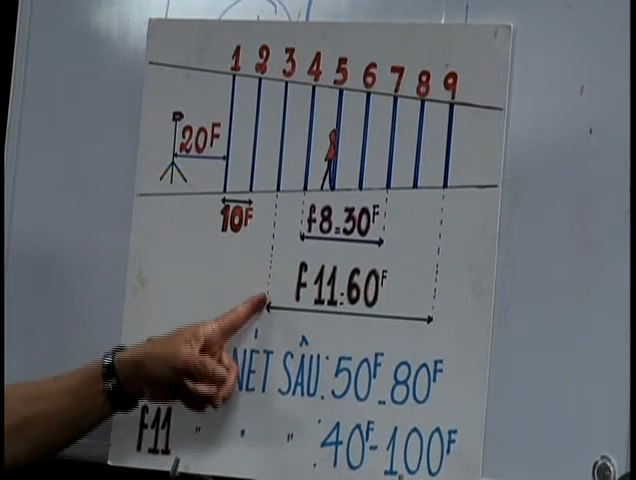 1 2 3 4 5 6 7 8 9
20F
10F
f8=30F
f11=60F
NÉT SÂU: 50F-80F
f11 " " " : 40F-100F